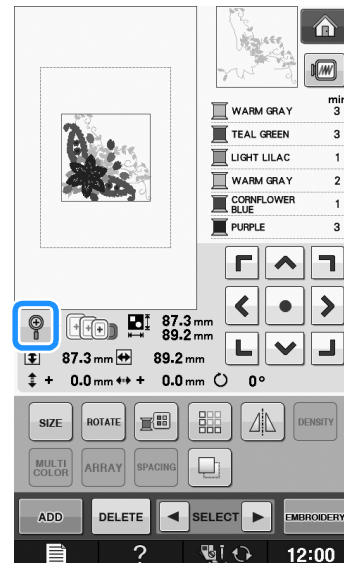 min
WARM GRAY 3
TEAL GREEN 3
LIGHT LILAC 1
WARM GRAY 2
CORNFLOWER
BLUE 1
PURPLE 3
87.3 mm
89.2 mm
87.3 mm 89.2 mm
+ 0.0 mm + 0.0 mm 0°
SIZE ROTATE DENSITY
MULTI
COLOR ARRAY SPACING
ADD DELETE SELECT EMBROIDERY
? 12:00